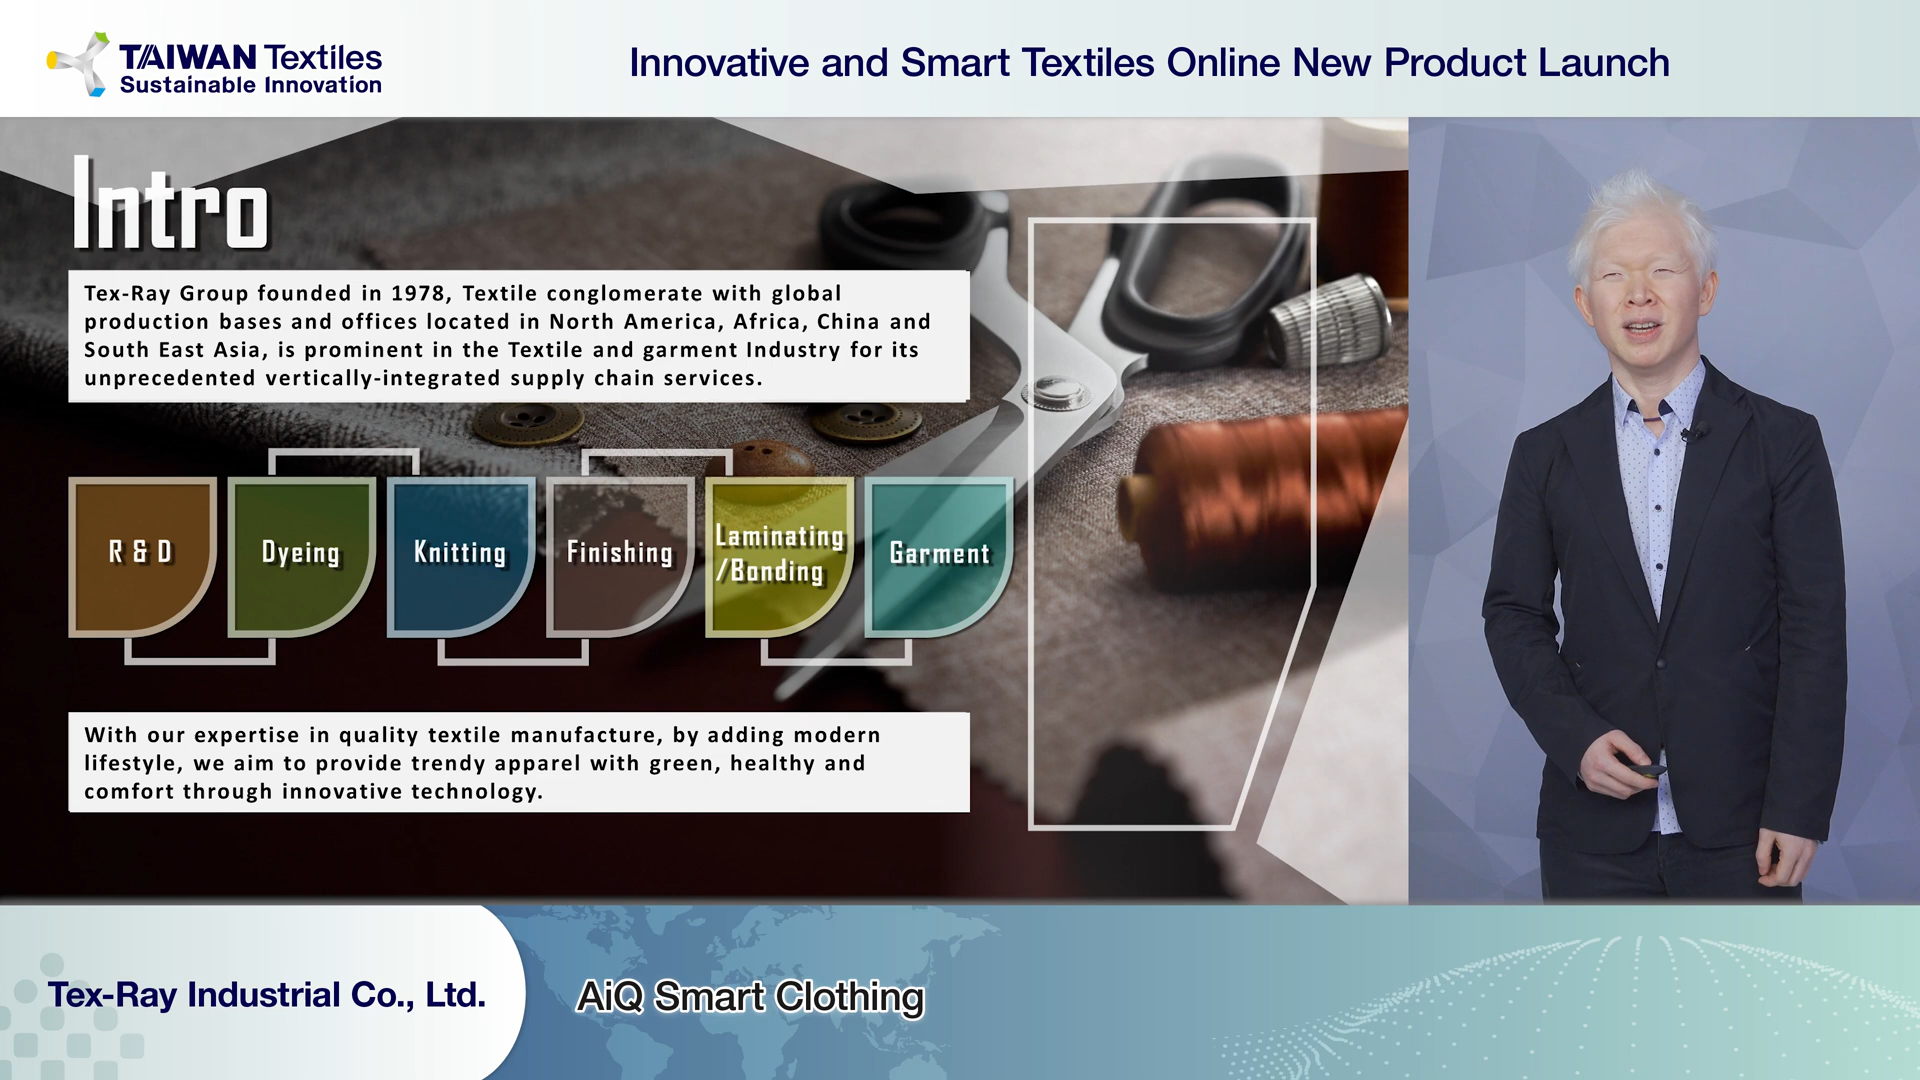 TAIWAN Textiles
Sustainable Innovation
Innovative and Smart Textiles Online New Product Launch
Intro
Tex-Ray Group founded in 1978, Textile conglomerate with global
production bases and offices located in North America, Africa, China and
South East Asia, is prominent in the Textile and garment Industry for its
unprecedented vertically-integrated supply chain services.
R & D
Dyeing
Knitting
Finishing
Laminating
/Bonding
Garment
With our expertise in quality textile manufacture, by adding modern
lifestyle, we aim to provide trendy apparel with green, healthy and
comfort through innovative technology.
Tex-Ray Industrial Co., Ltd.
AiQ Smart Clothing